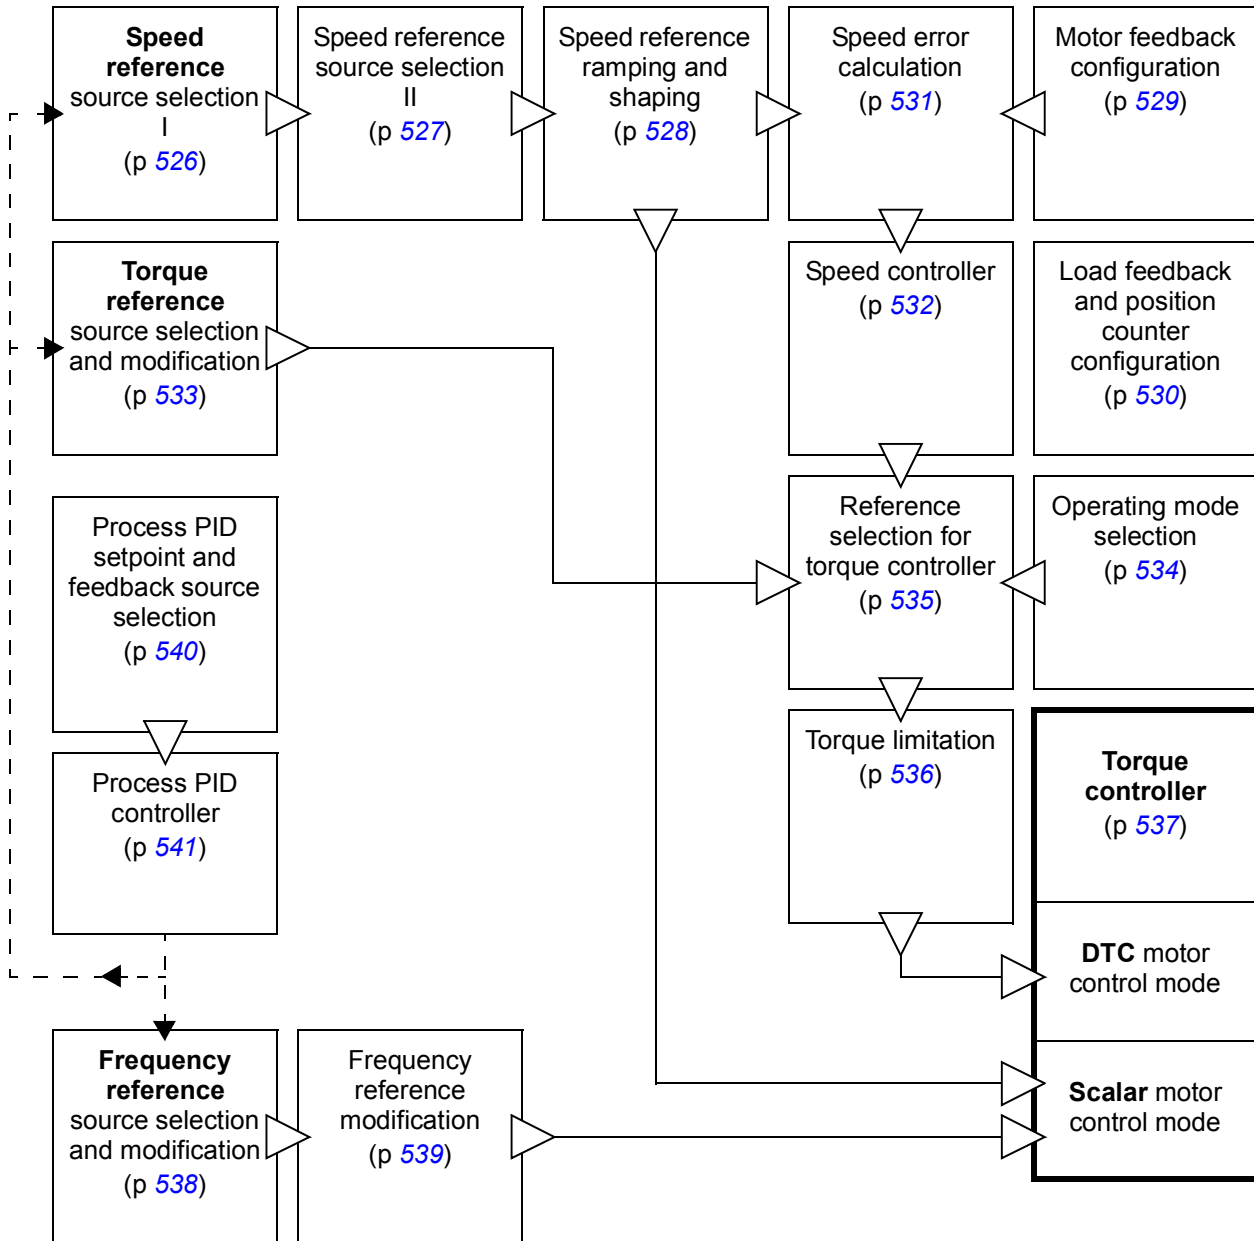 Speed
reference
source selection
I
(p 526)
Speed reference
source selection
II
(p 527)
Speed reference
ramping and
shaping
(p 528)
Speed error
calculation
(p 531)
Motor feedback
configuration
(p 529)
Torque
reference
source selection
and modification
(p 533)
Speed controller
(p 532)
Load feedback
and position
counter
configuration
(p 530)
Process PID
setpoint and
feedback source
selection
(p 540)
Reference
selection for
torque controller
(p 535)
Operating mode
selection
(p 534)
Process PID
controller
(p 541)
Torque limitation
(p 536)
Torque
controller
(p 537)
DTC motor
control mode
Scalar motor
control mode
Frequency
reference
source selection
and modification
(p 538)
Frequency
reference
modification
(p 539)